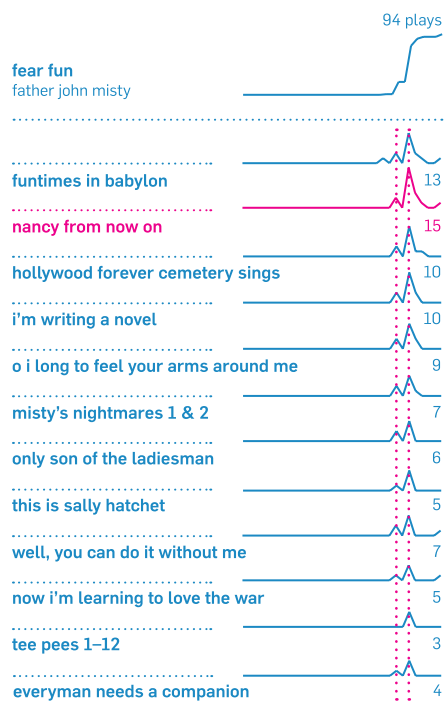 94 plays
fear fun
father john misty
funtimes in babylon 13
nancy from now on 15
hollywood forever cemetery sings 10
i’m writing a novel 10
o i long to feel your arms around me 9
misty’s nightmares 1 & 2 7
only son of the ladiesman 6
this is sally hatchet 5
well, you can do it without me 7
now i’m learning to love the war 5
tee pees 1–12 3
everyman needs a companion 4